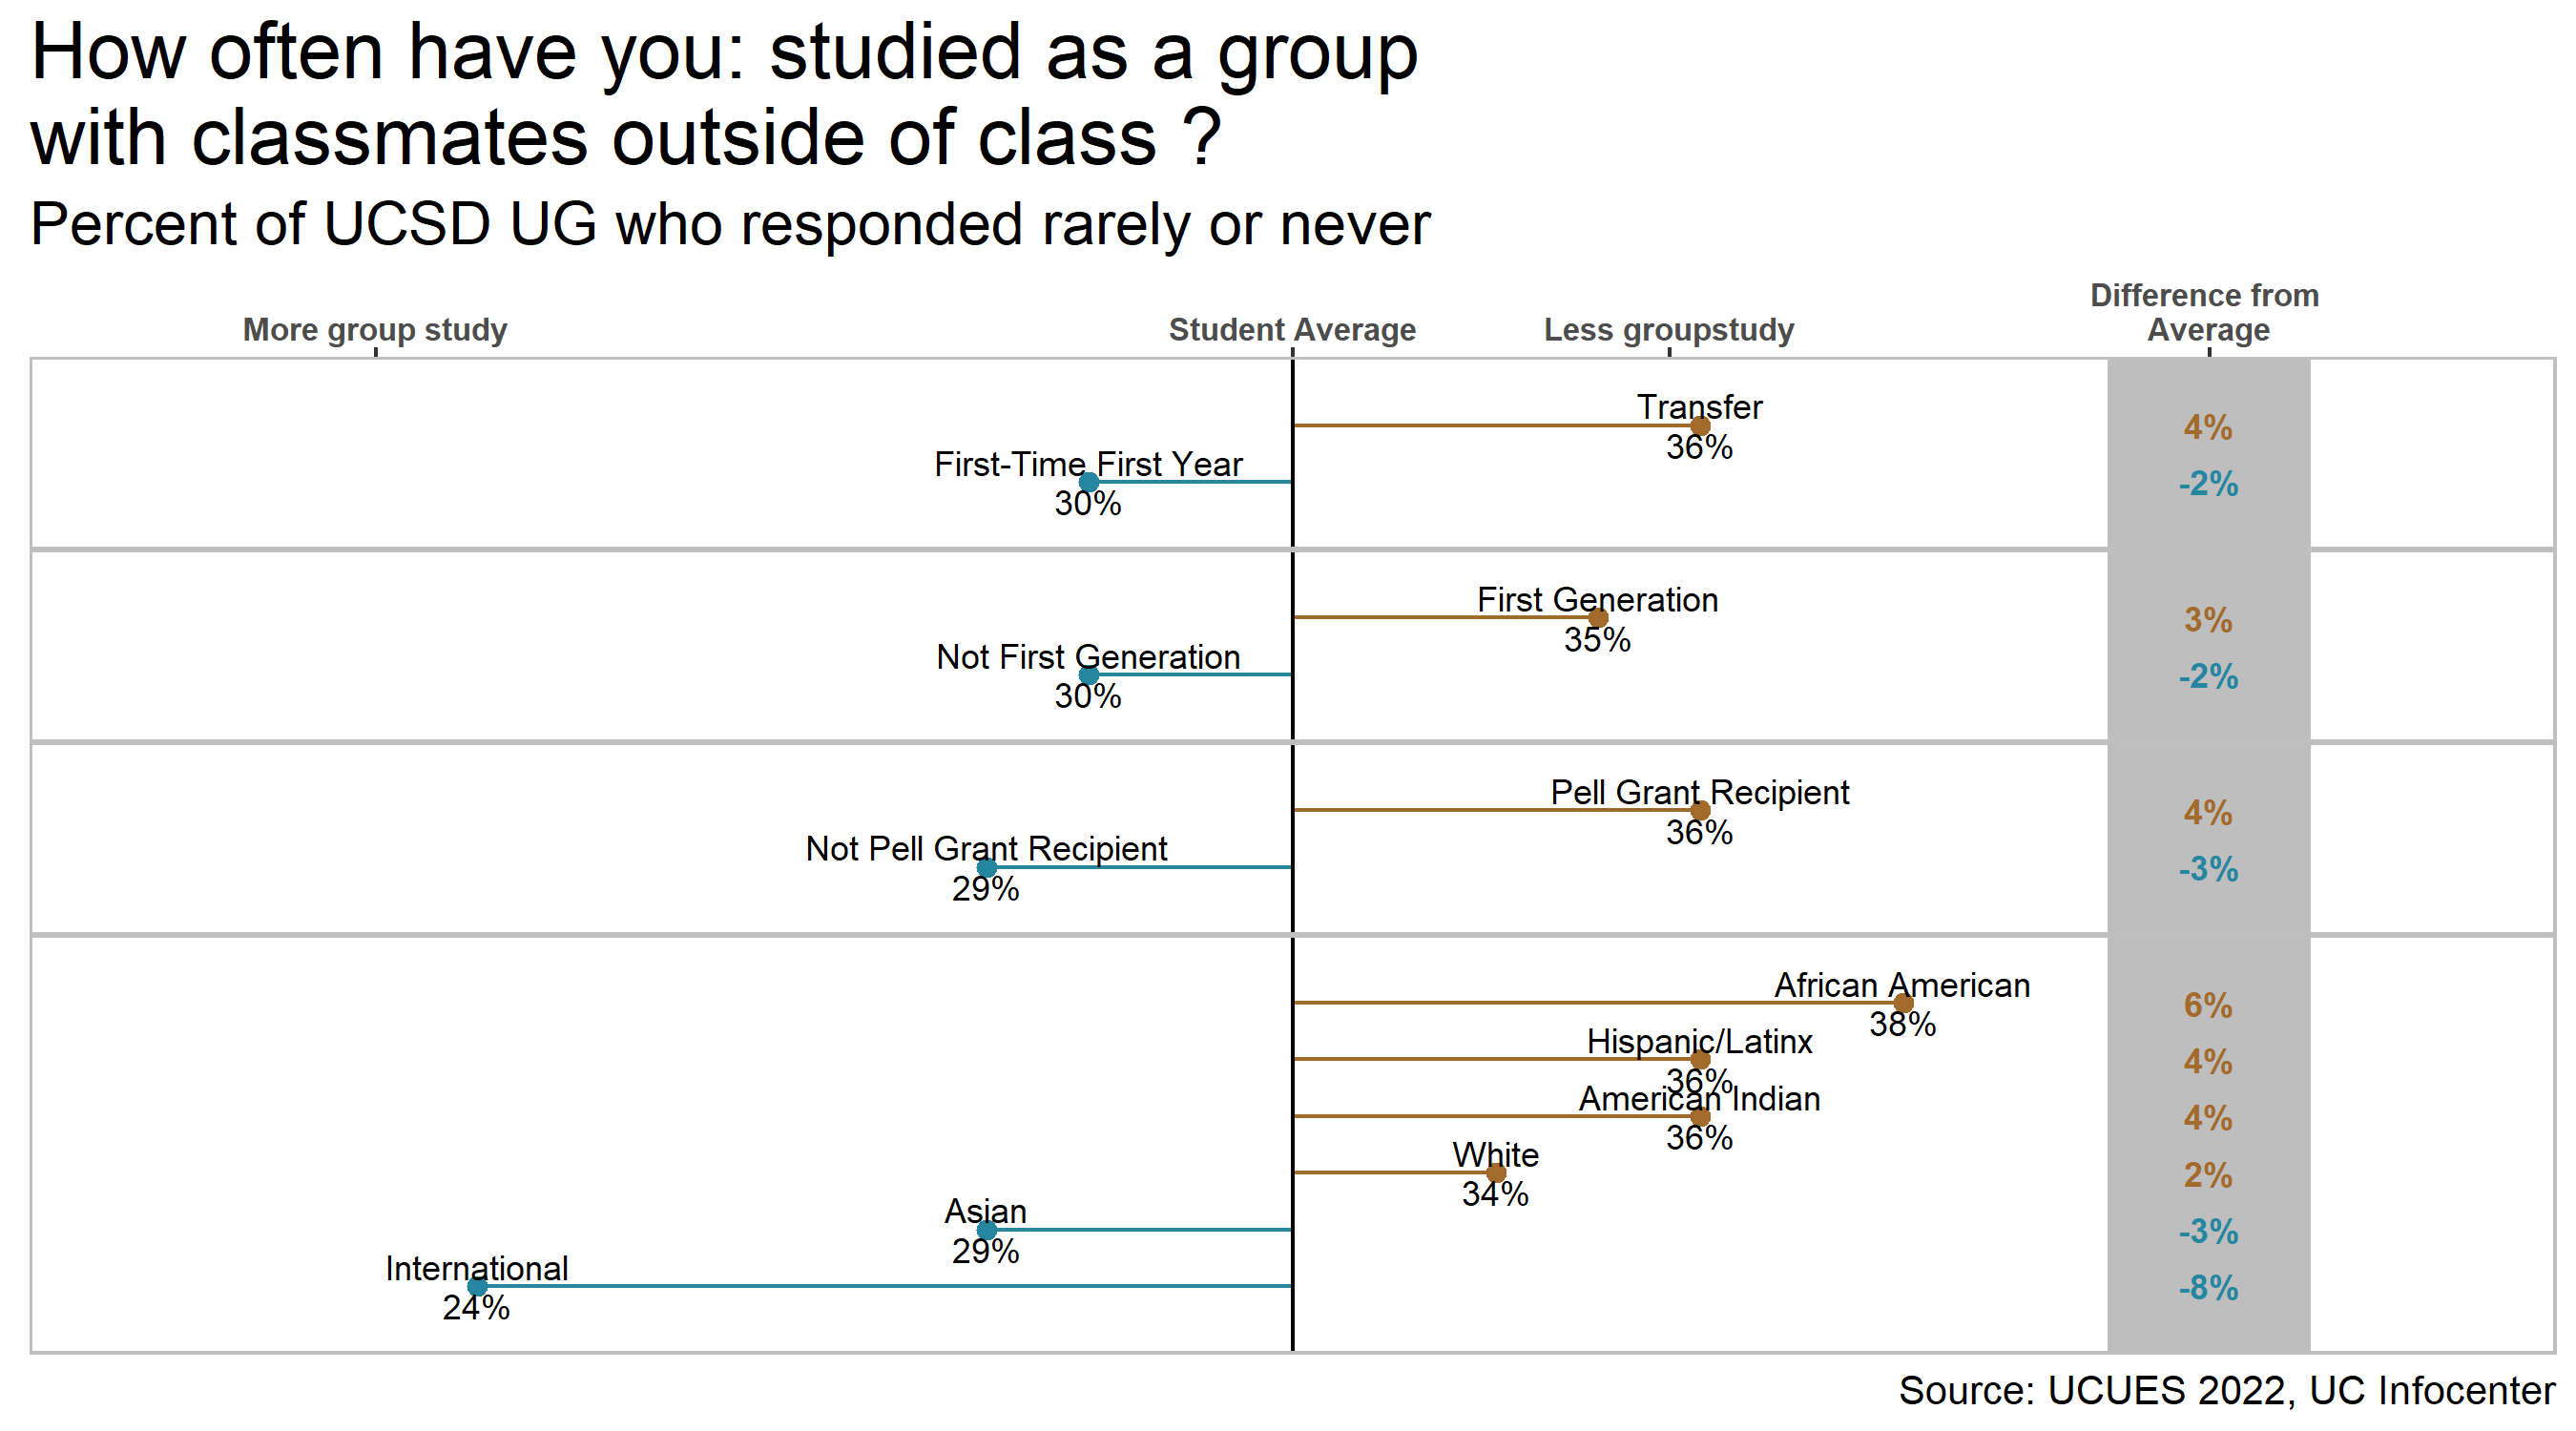 How often have you: studied as a group
with classmates outside of class ?
Percent of UCSD UG who responded rarely or never
More group study
Student Average
Less groupstudy
Difference from
Average
Transfer
36%
4%
First-Time First Year
30%
-2%
First Generation
35%
3%
Not First Generation
30%
-2%
Pell Grant Recipient
36%
4%
Not Pell Grant Recipient
29%
-3%
African American
38%
6%
Hispanic/Latinx
36%
4%
American Indian
36%
4%
White
34%
2%
Asian
29%
-3%
International
24%
-8%
Source: UCUES 2022, UC Infocenter